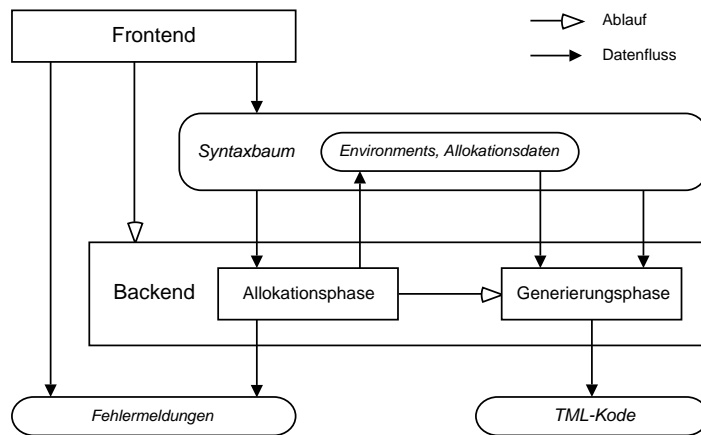 Frontend
Ablauf
Datenfluss
Syntaxbaum
Environments, Allokationsdaten
Backend
Allokationsphase
Generierungsphase
Fehlermeldungen
TML-Kode